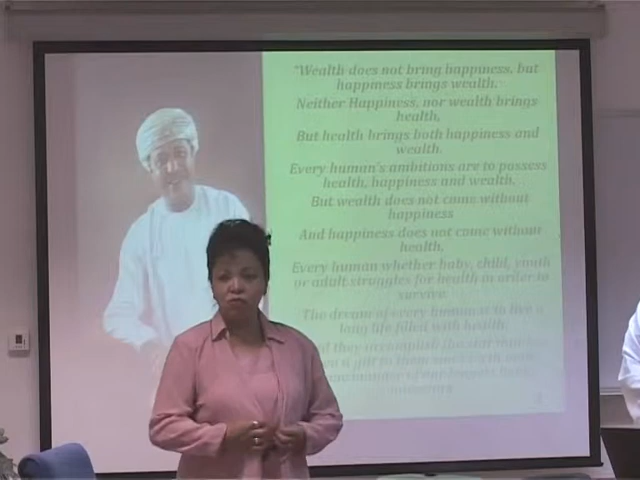 "Wealth does not bring happiness, but
happiness brings wealth.
Neither Happiness, nor wealth brings
health,
But health brings both happiness and
wealth.
Every human's ambitions are to possess
health, happiness and wealth.
But wealth does not come without
happiness
And happiness does not come without
health.
Every human whether baby, child, youth
or adult struggles for health in order to
survive.
The dream of every human is to live a
long life filled with health.